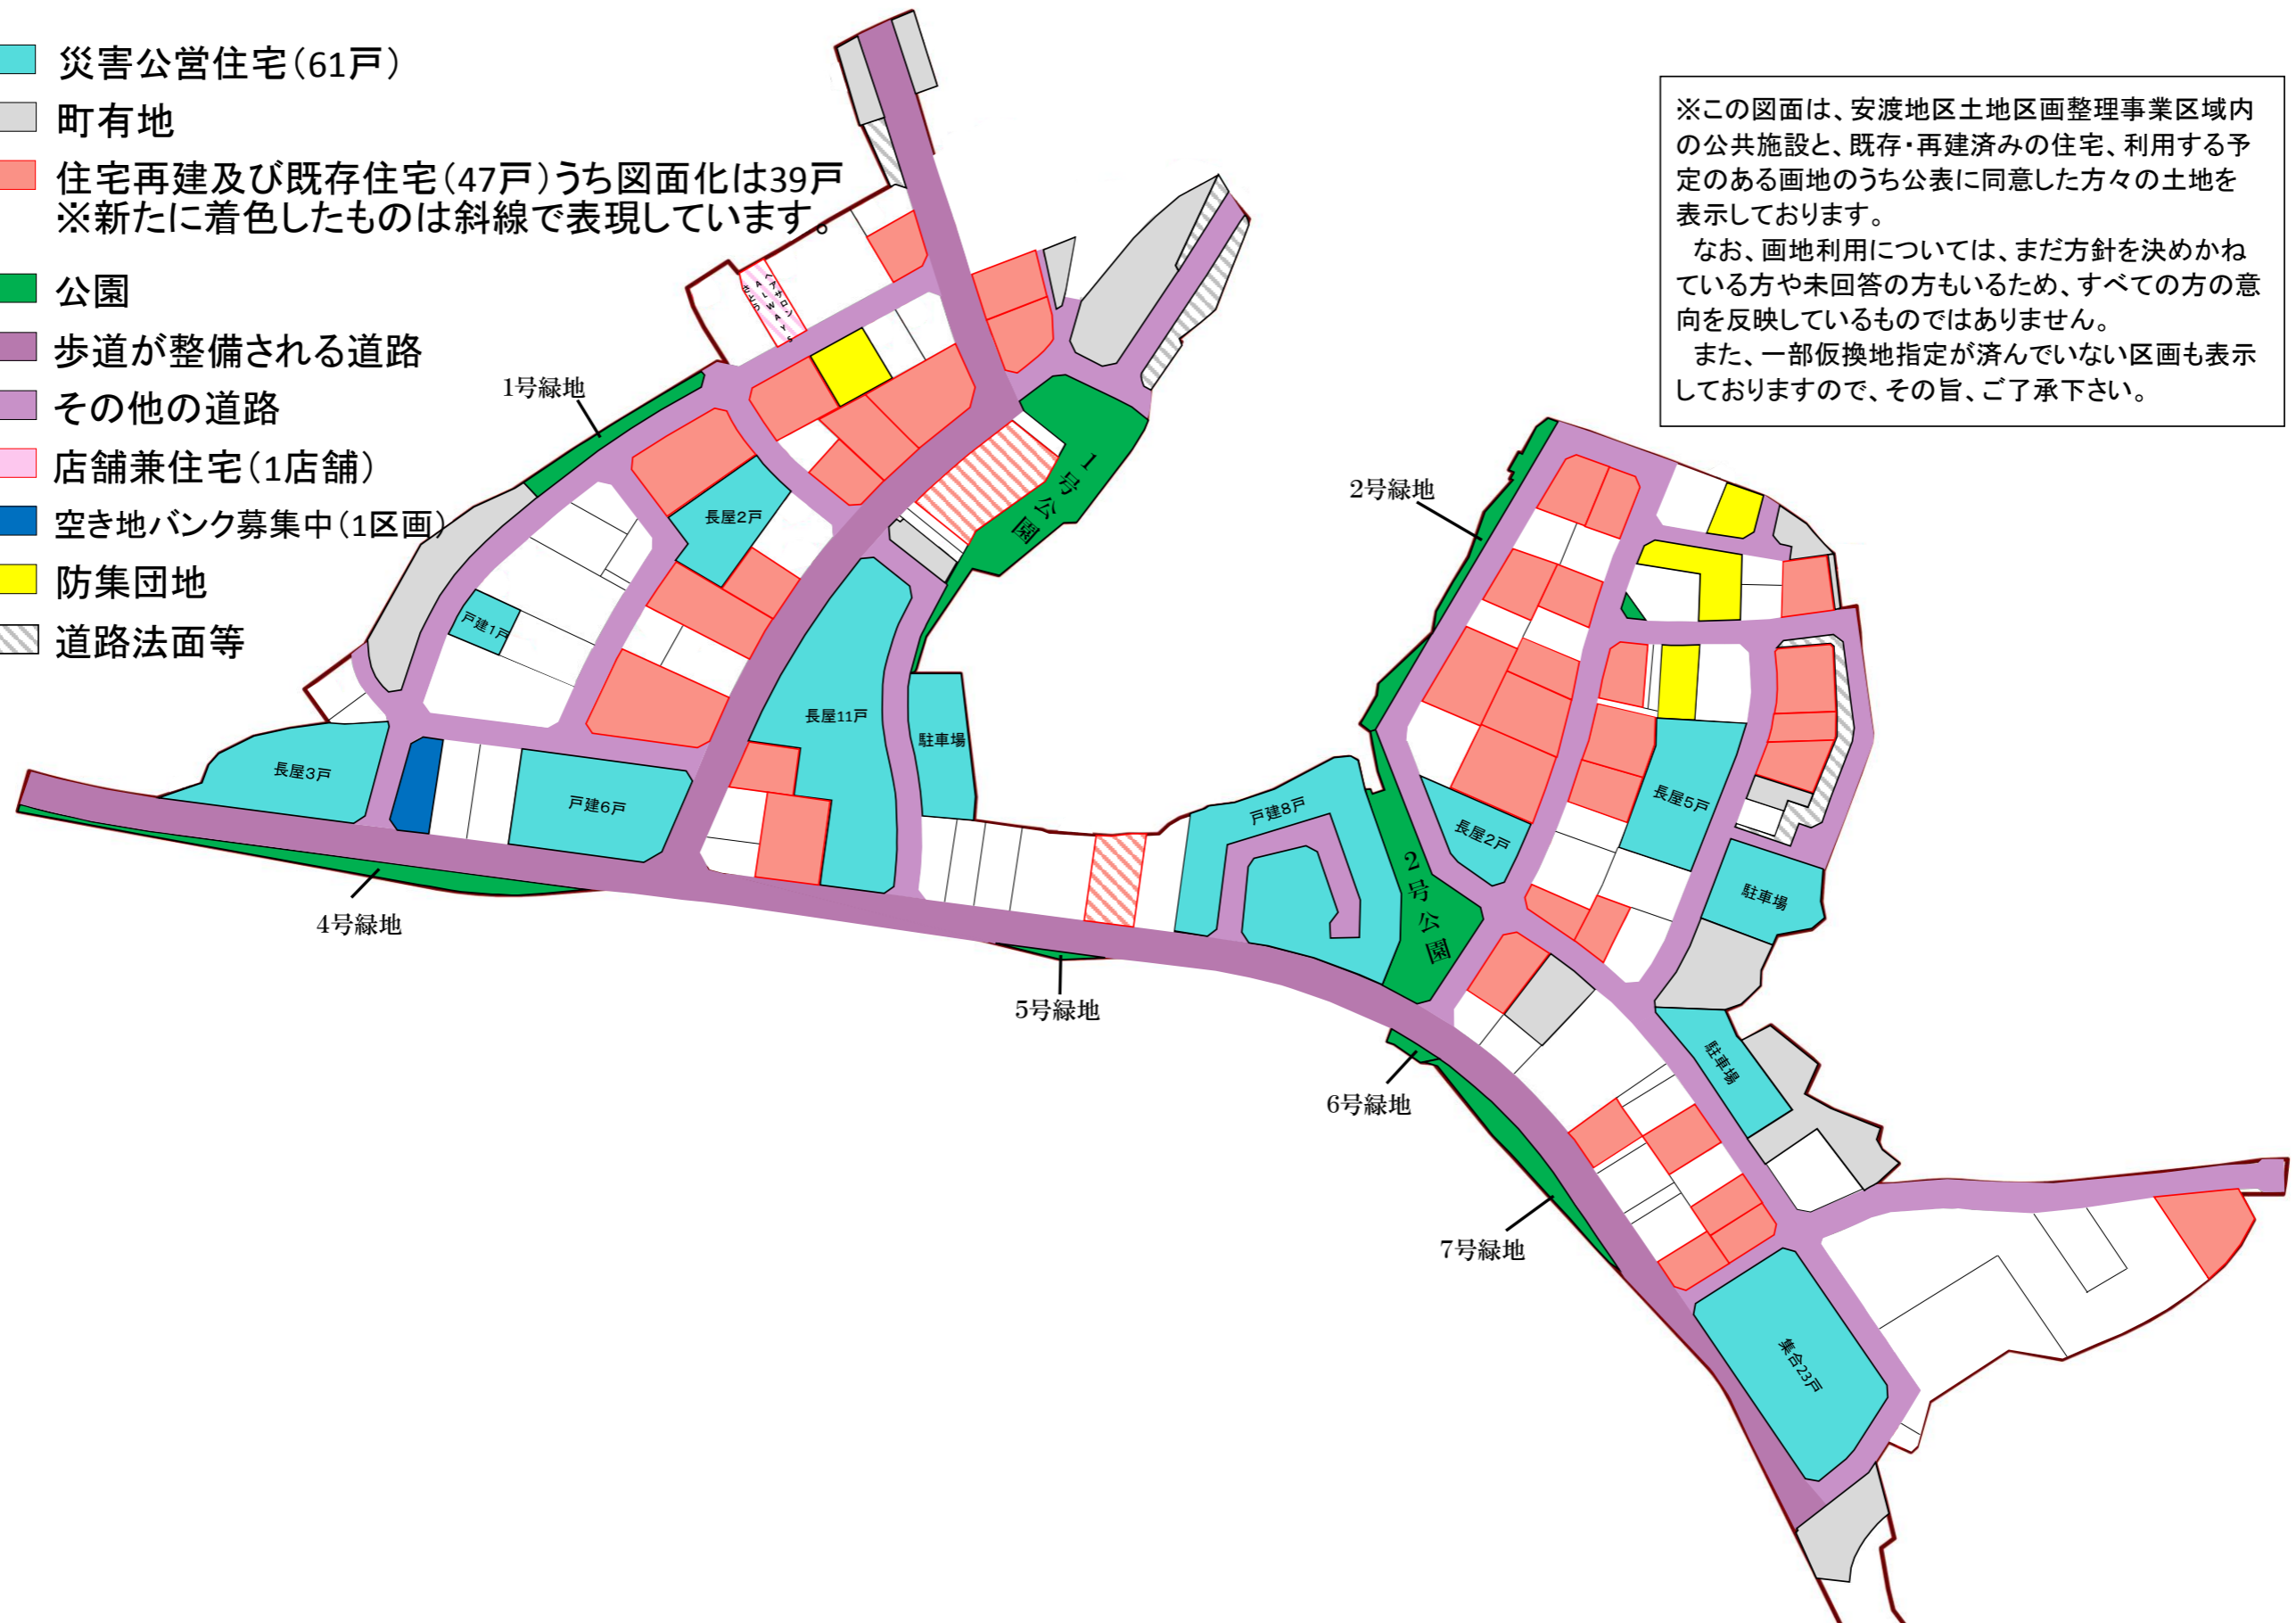 災害公営住宅(61戸)
町有地
住宅再建及び既存住宅(47戸)うち図面化は39戸
※新たに着色したものは斜線で表現しています。
公園
歩道が整備される道路
その他の道路
店舗兼住宅(1店舗)
空き地バンク募集中(1区画)
防集団地
道路法面等
※この図面は、安渡地区土地区画整理事業区域内
の公共施設と、既存・再建済みの住宅、利用する予
定のある画地のうち公表に同意した方々の土地を
表示しております。
なお、画地利用については、まだ方針を決めかね
ている方や未回答の方もいるため、すべての方の意
向を反映しているものではありません。
また、一部仮換地指定が済んでいない区画も表示
しておりますので、その旨、ご了承下さい。
ヘアサロン
ALWAYS
1号緑地
1号公園
2号緑地
長屋2戸
戸建1戸
長屋11戸
駐車場
長屋3戸
戸建6戸
戸建8戸
長屋2戸
長屋5戸
駐車場
2号公園
4号緑地
5号緑地
駐車場
6号緑地
7号緑地
集合23戸